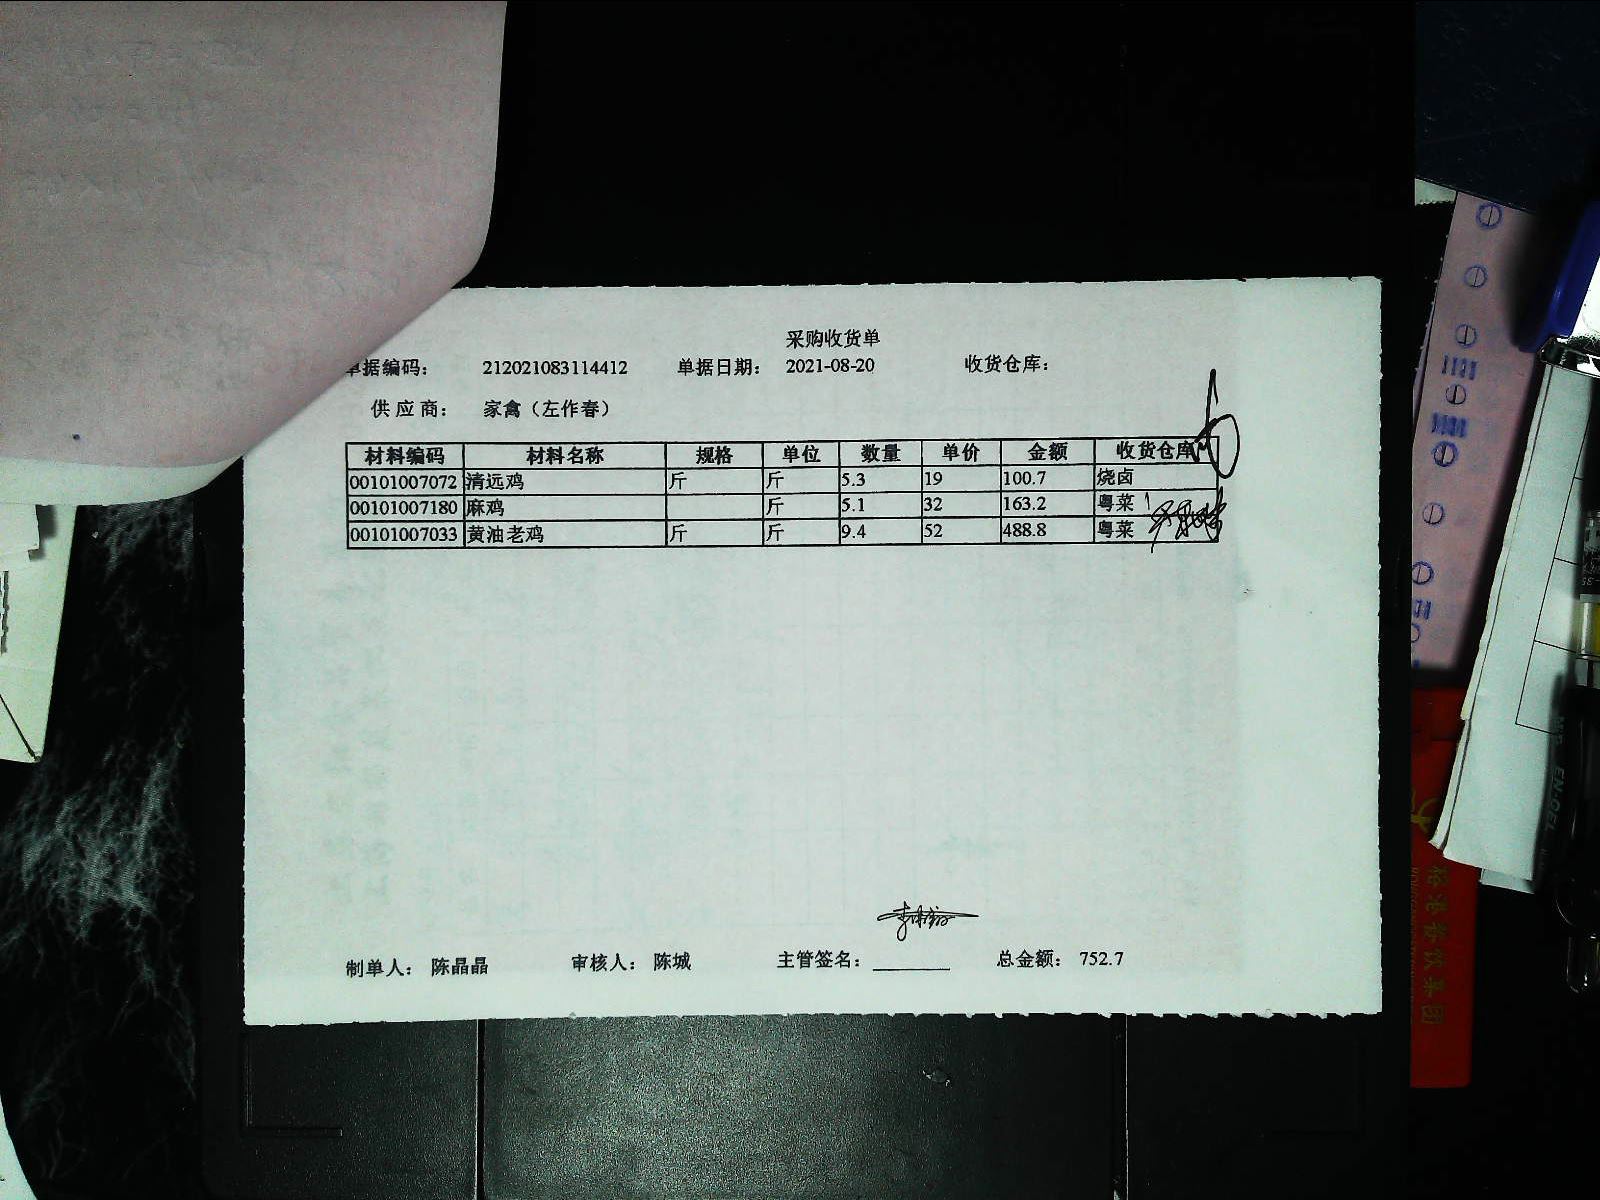 采购收货单
单据编码： 212021083114412 单据日期： 2021-08-20 收货仓库：
供应商： 家禽（左作春）
材料编码 材料名称 规格 单位 数量 单价 金额 收货仓库
00101007072 清远鸡 斤 斤 5.3 19 100.7 烧卤
00101007180 麻鸡 斤 5.1 32 163.2 粤菜
00101007033 黄油老鸡 斤 斤 9.4 52 488.8 粤菜
制单人： 陈晶晶 审核人： 陈城 主管签名： 总金额： 752.7